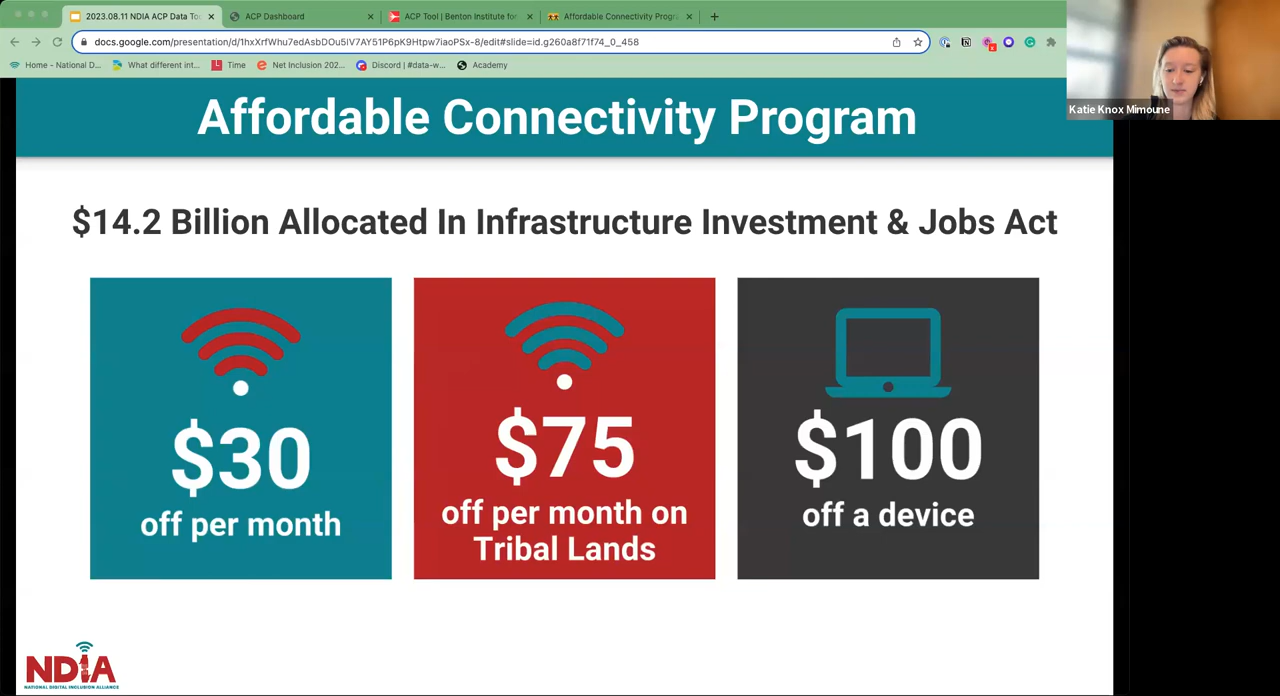 2023.08.11 NDIA ACP Data Too
ACP Dashboard
ACP Tool | Benton Institute for
Affordable Connectivity Progra
docs.google.com/presentation/d/1hxXrfWhu7edAsbDOu5IV7AY51P6pK9Htpw7iaoPSx-8/edit#slide=id.g260a8f71f74_0_458
Home - National D...
What different int...
Time
Net Inclusion 202...
Discord | #data-w...
Academy
Katie Knox Mimoune
Affordable Connectivity Program
$14.2 Billion Allocated In Infrastructure Investment & Jobs Act
$30
off per month
$75
off per month on
Tribal Lands
$100
off a device
NDIA
NATIONAL DIGITAL INCLUSION ALLIANCE